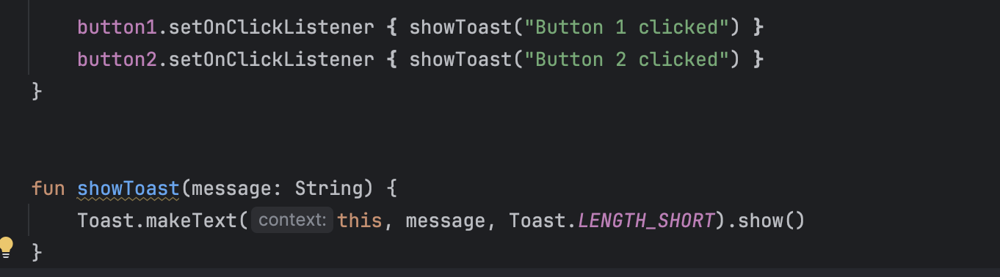 button1.setOnClickListener { showToast("Button 1 clicked") }
button2.setOnClickListener { showToast("Button 2 clicked") }
}
fun showToast(message: String) {
Toast.makeText( context: this, message, Toast.LENGTH_SHORT).show()
}